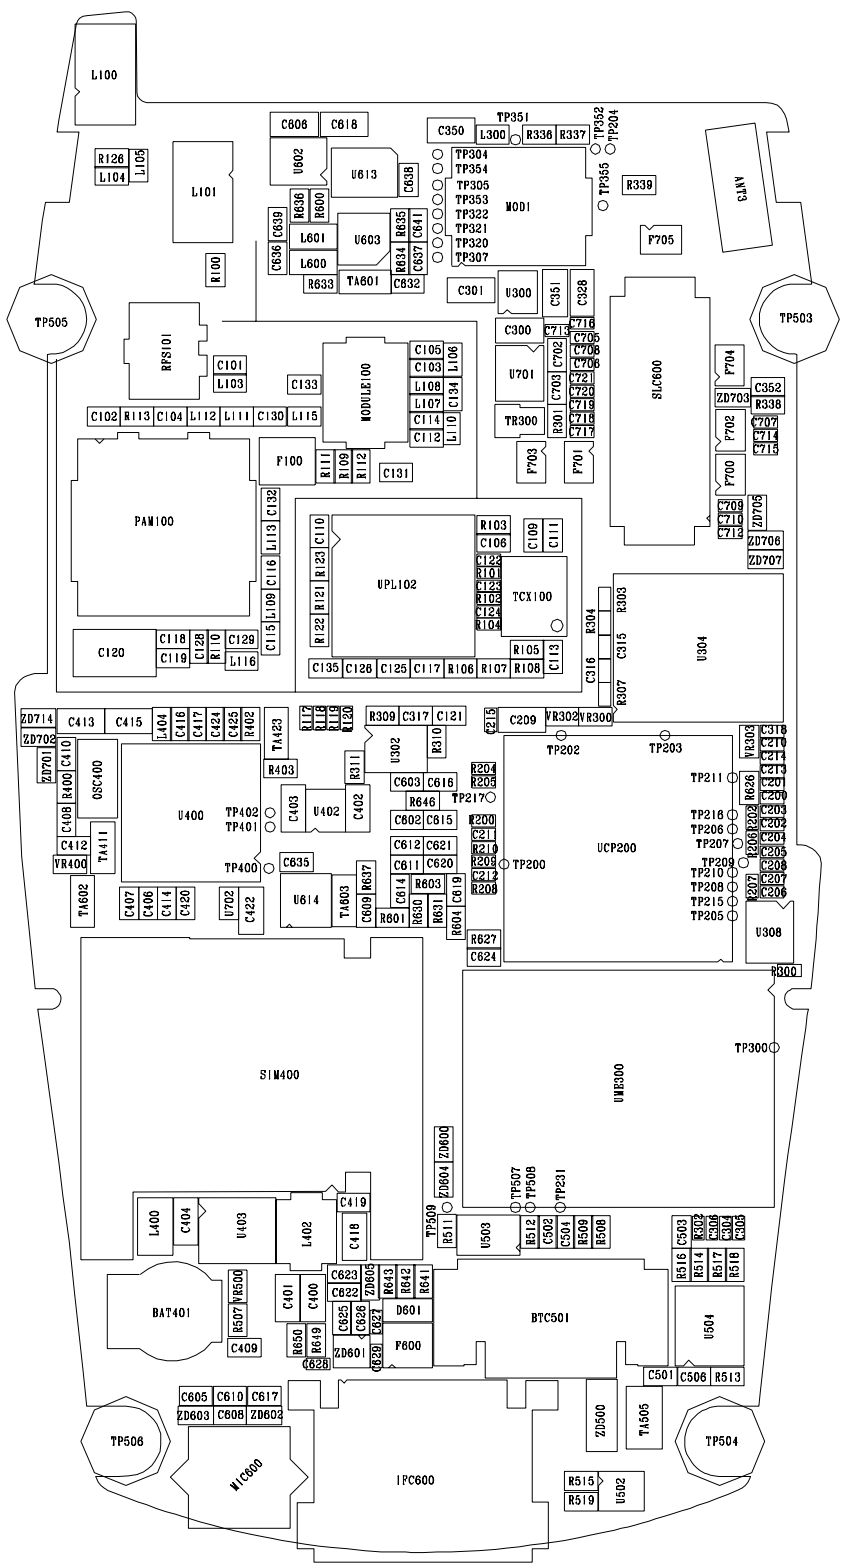 L100
R126
L104
L105
L101
R100
C606
C618
U602
U613
C638
R636
R600
C639
C636
L601
L600
U603
R635
R634
C641
C637
R633
TA601
C632
C350
TP351
L300
R336
R337
TP352
TP204
TP304
TP354
TP305
TP353
TP322
TP321
TP320
TP307
MOD1
TP355
R339
F705
ANT3
TP505
TP503
RFS101
C101
L103
C133
MODULE100
C105
C103
L106
L108
L107
C134
C114
C112
L110
C301
U300
C351
C328
C300
C713
C716
C705
C708
C706
U701
C702
C703
C721
C720
C719
C718
C717
TR300
R301
F703
F701
SLC600
F704
ZD703
C352
R338
F702
C707
C714
C715
F700
C709
C710
C712
ZD705
ZD706
ZD707
C102
R113
C104
L112
L111
C130
L115
F100
R111
R109
R112
C131
PAM100
C132
L113
C116
L109
C115
C110
R123
R121
R122
UPL102
R103
C106
C109
C111
C122
R101
C123
R102
C124
R104
TCX100
R105
C113
C135
C126
C125
C117
R106
R107
R108
C120
C118
C119
C128
R110
C129
L116
R303
R304
C315
C316
R307
U304
ZD714
ZD702
ZD701
C413
C415
L404
C416
C417
C424
C425
R402
TA423
R403
R117
R118
R119
R120
R309
C317
C121
U302
R310
R311
C215
C209
VR302
VR300
TP202
TP203
VR303
C318
C210
C214
C213
C201
C200
C203
C202
C204
C205
C208
C207
C206
R626
R202
R206
R207
C410
R400
C408
OSC400
C412
VR400
TA411
TA602
U400
TP402
TP401
TP400
C403
U402
C402
C603
C616
R646
C602
C615
C612
C621
C611
C620
R204
R205
TP217
R200
C211
R210
R209
C212
R208
TP200
UCP200
TP211
TP216
TP206
TP207
TP209
TP210
TP208
TP215
TP205
C407
C406
C414
C420
U702
C422
C635
U614
TA603
R637
C609
C614
R603
C619
R601
R630
R631
R604
R627
C624
U308
R300
SIM400
UME300
TP300
ZD600
ZD604
TP509
TP507
TP508
TP231
R511
U503
R512
C502
C504
R509
R508
C503
R302
C306
C304
C305
R516
R514
R517
R518
L400
C404
U403
L402
C419
C418
BAT401
VR500
R507
C409
C401
C400
C623
C622
ZD605
R643
R642
R641
C625
C626
C627
D601
R650
R649
C628
ZD601
C629
F600
BTC501
U504
C501
C506
R513
C605
C610
C617
ZD603
C608
ZD602
TP506
MIC600
IFC600
ZD500
TA505
TP504
R515
R519
U502